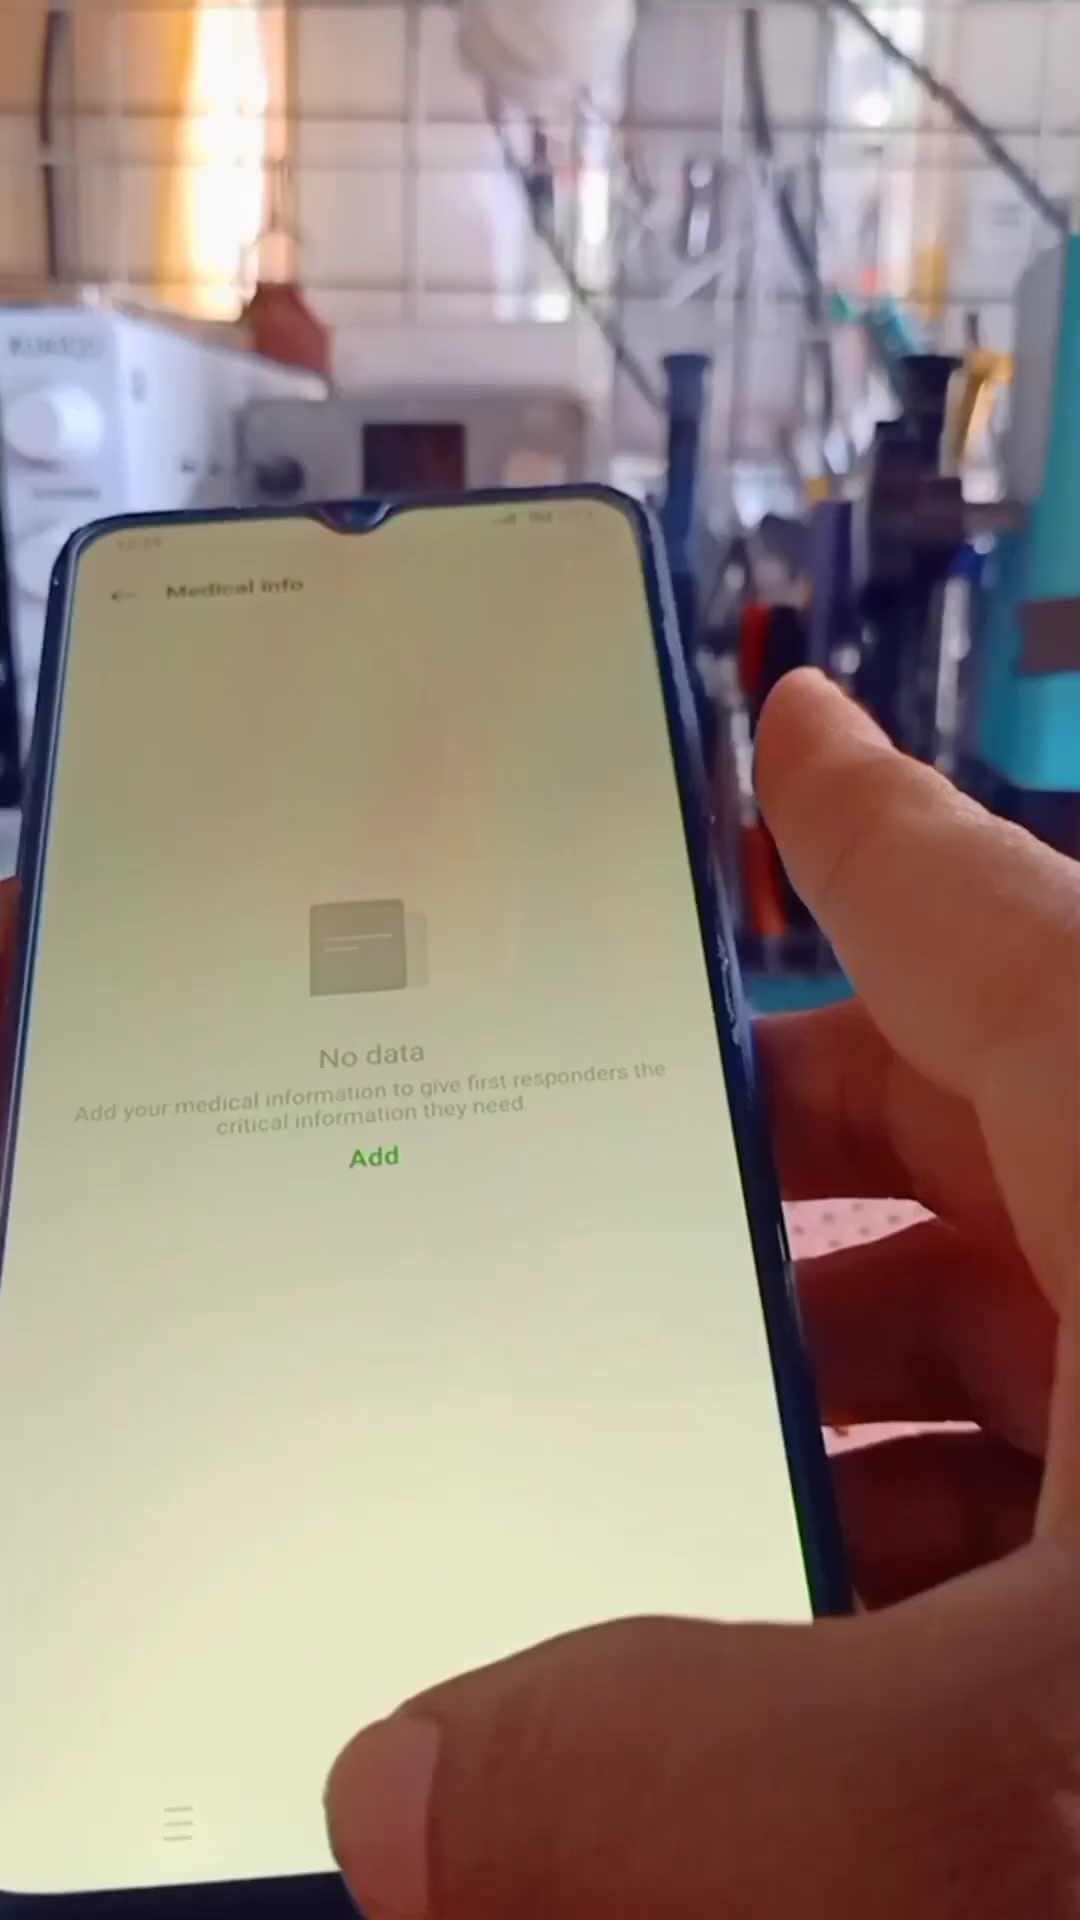 Medical info
No data
Add your medical information to give first responders the
critical information they need
Add